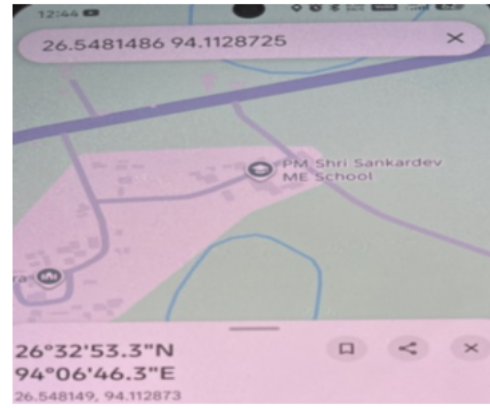 12:44
26.5481486 94.1128725
PM Shri Sankardev
ME School
ra
26°32'53.3"N
94°06'46.3"E
26.548149, 94.112873